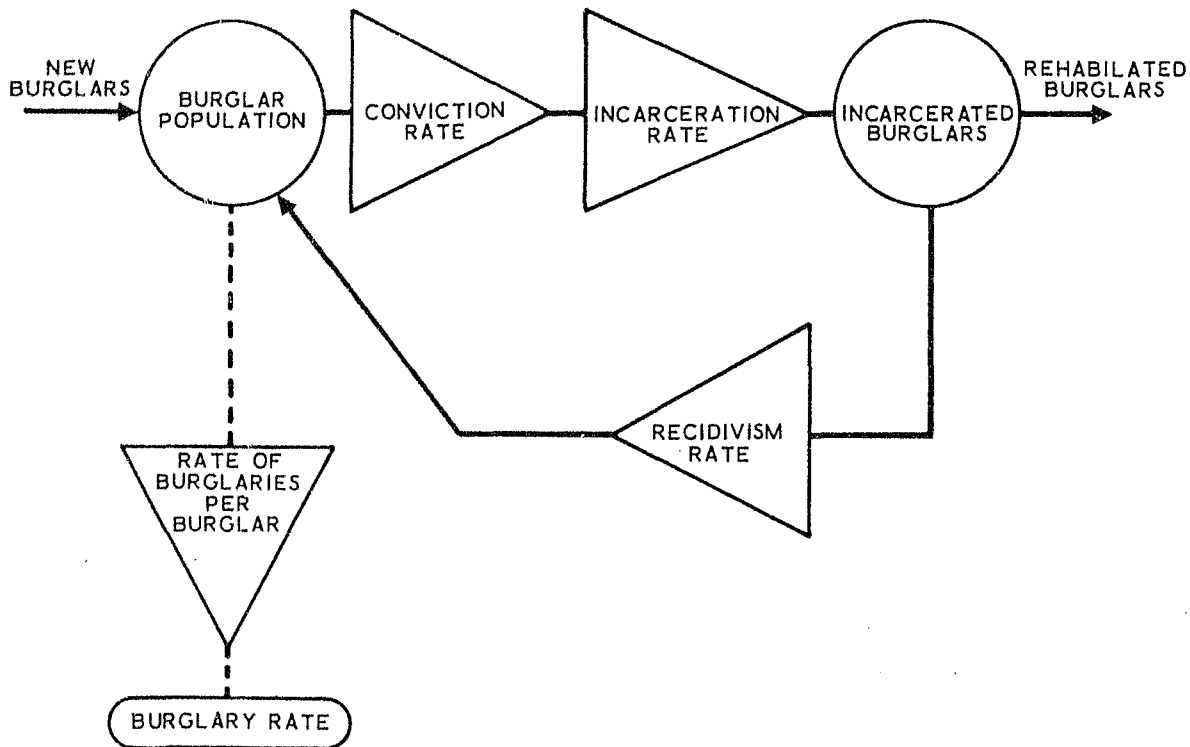 NEW
BURGLARS
BURGLAR
POPULATION
CONVICTION
RATE
INCARCERATION
RATE
INCARCERATED
BURGLARS
REHABILATED
BURGLARS
RECIDIVISM
RATE
RATE OF
BURGLARIES
PER
BURGLAR
BURGLARY RATE